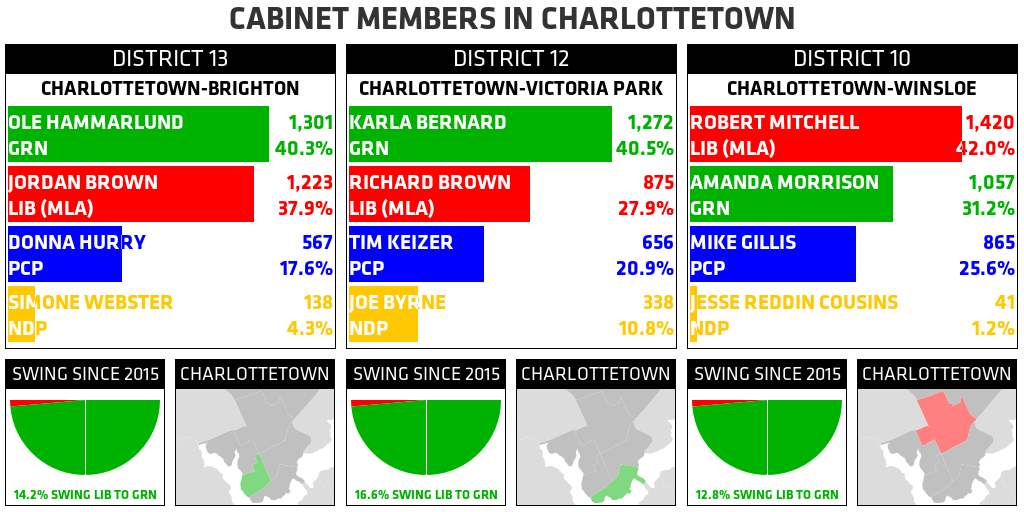 CABINET MEMBERS IN CHARLOTTETOWN
DISTRICT 13
CHARLOTTETOWN-BRIGHTON
OLE HAMMARLUND 1,301
GRN 40.3%
JORDAN BROWN 1,223
LIB (MLA) 37.9%
DONNA HURRY 567
PCP 17.6%
SIMONE WEBSTER 138
NDP 4.3%
SWING SINCE 2015
14.2% SWING LIB TO GRN
CHARLOTTETOWN
DISTRICT 12
CHARLOTTETOWN-VICTORIA PARK
KARLA BERNARD 1,272
GRN 40.5%
RICHARD BROWN 875
LIB (MLA) 27.9%
TIM KEIZER 656
PCP 20.9%
JOE BYRNE 338
NDP 10.8%
SWING SINCE 2015
16.6% SWING LIB TO GRN
CHARLOTTETOWN
DISTRICT 10
CHARLOTTETOWN-WINSLOE
ROBERT MITCHELL 1,420
LIB (MLA) 42.0%
AMANDA MORRISON 1,057
GRN 31.2%
MIKE GILLIS 865
PCP 25.6%
JESSE REDDIN COUSINS 41
NDP 1.2%
SWING SINCE 2015
12.8% SWING LIB TO GRN
CHARLOTTETOWN